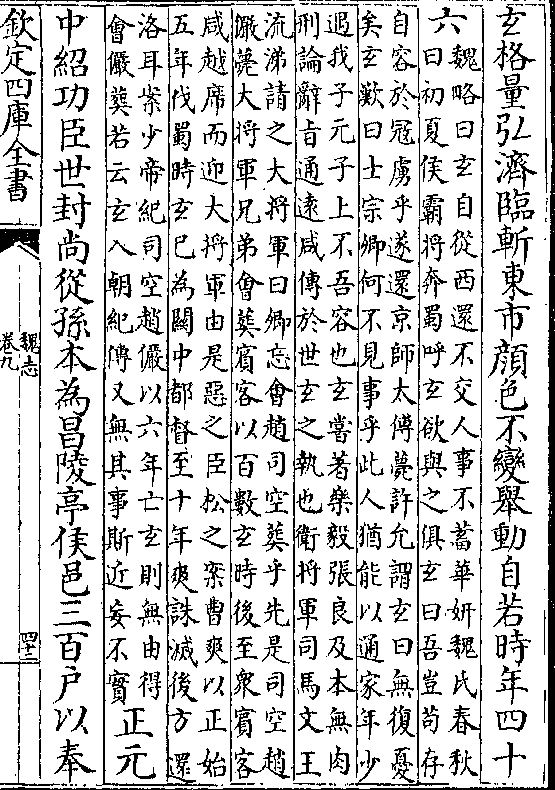 玄格量弘濟臨斬東市顔色不變舉動自若時年四十
六
魏略曰玄自從西還不交人事不蓄華妍魏氏春秋
曰初夏侯霸將奔蜀呼玄欲與之俱玄曰吾豈苟存
自容於冦虜乎遂還京師太傅薨許允謂玄曰無復憂
矣玄歎曰士宗卿何不見事乎此人猶能以通家年少
遇我子元子上不吾容也玄嘗著樂毅張良及本無肉
刑論辭旨通遠咸傳於世玄之執也衛將軍司馬文王
流涕請之大將軍曰卿忘會趙司空葬乎先是司空趙
儼薨大將軍兄弟會葬賓客以百數玄時後至衆賓客
咸越席而迎大將軍由是惡之臣松之案曹爽以正始
五年伐蜀時玄已為關中都督至十年爽誅滅後方還
洛耳案少帝紀司空趙儼以六年亡玄則無由得
會儼葬若云玄入朝紀傳又無其事斯近妄不實
正元
中紹功臣世封尚從孫本為昌陵亭侯邑三百户以奉
欽定四庫全書
魏志
卷九